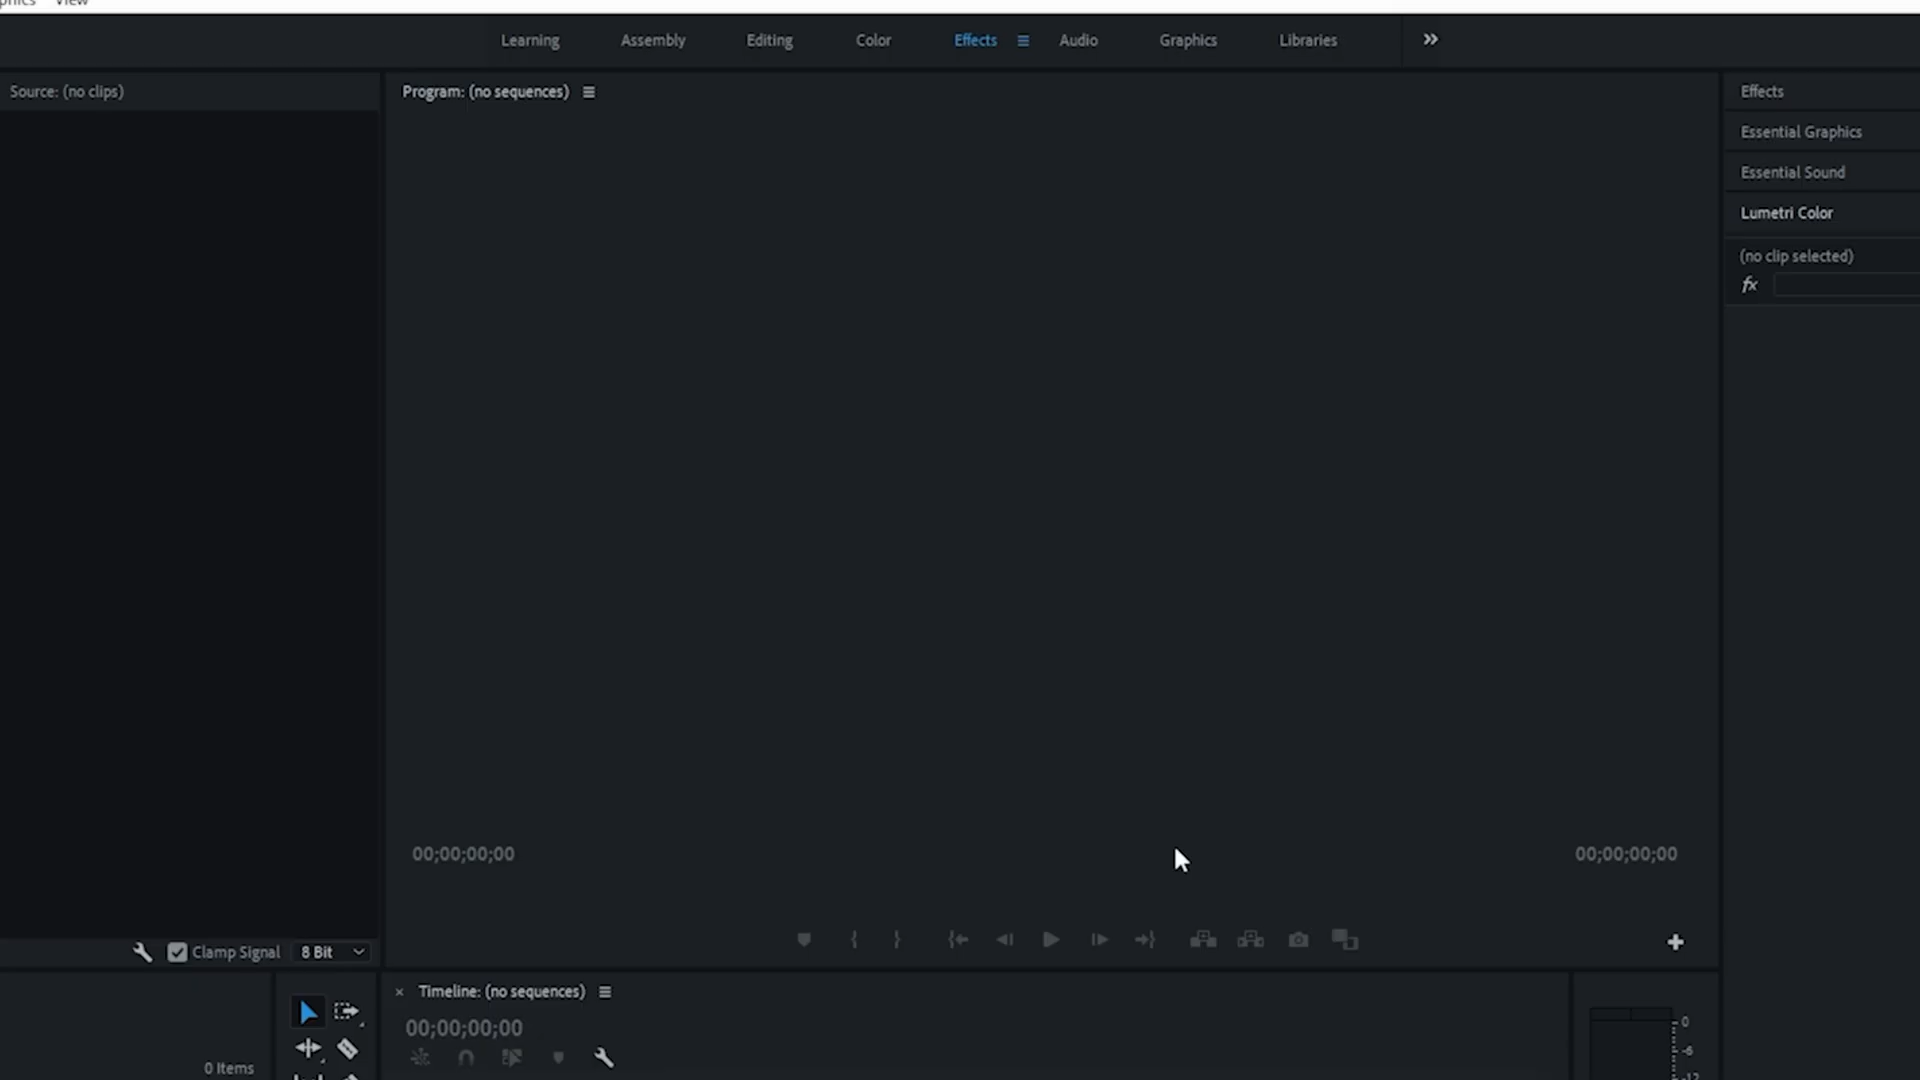 View
Learning Assembly Editing Color Effects Audio Graphics Libraries
Source: (no clips)
Program: (no sequences)
Effects
Essential Graphics
Essential Sound
Lumetri Color
(no clip selected)
fx
00;00;00;00
00;00;00;00
Clamp Signal 8 Bit
Timeline: (no sequences)
00;00;00;00
0 Items
0
-6
-12